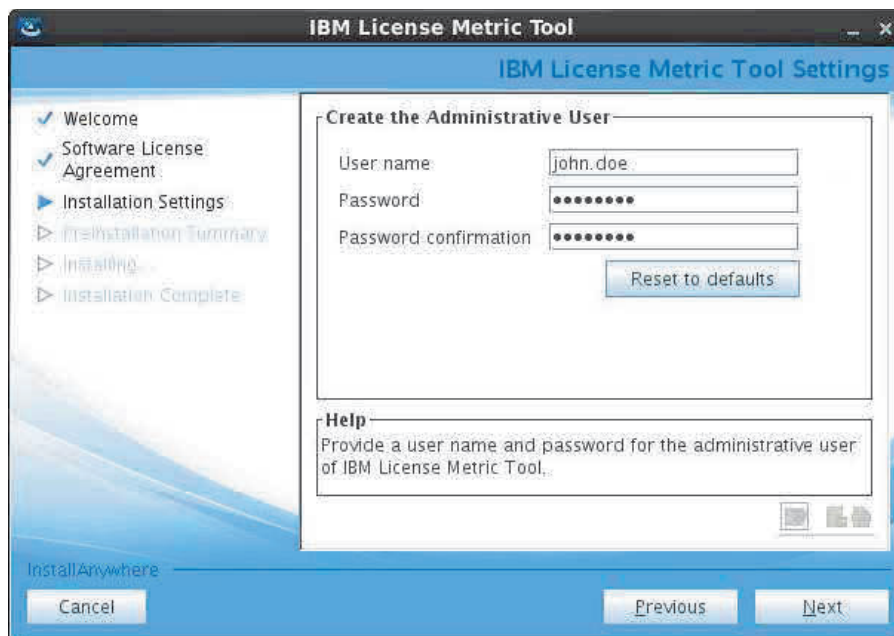 IBM License Metric Tool
IBM License Metric Tool Settings
Welcome
Software License
Agreement
Installation Settings
Preinstallation Summary
Installing...
Installation Complete
Create the Administrative User
User name
john.doe
Password
••••••••
Password confirmation
••••••••
Reset to defaults
Help
Provide a user name and password for the administrative user
of IBM License Metric Tool.
InstallAnywhere
Cancel
Previous
Next